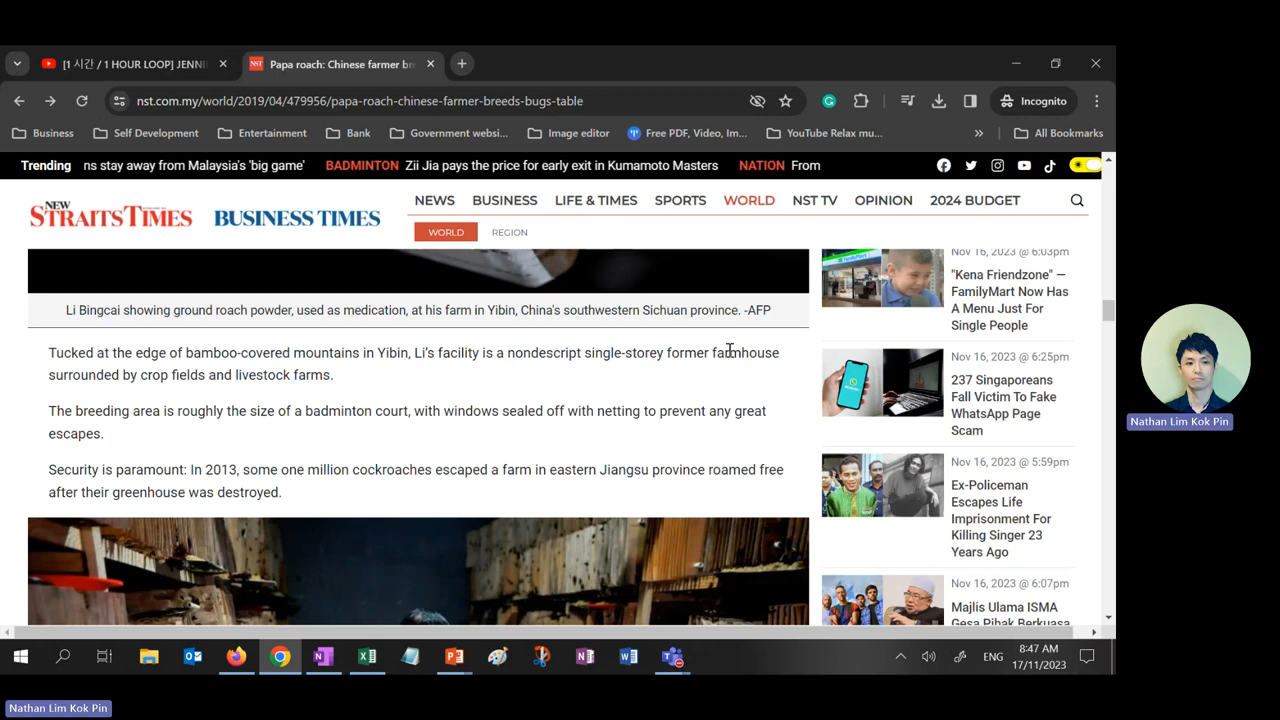 [1 시간 / 1 HOUR LOOP] JENNI
Papa roach: Chinese farmer br
nst.com.my/world/2019/04/479956/papa-roach-chinese-farmer-breeds-bugs-table
Incognito
Business
Self Development
Entertainment
Bank
Government websi...
Image editor
Free PDF, Video, Im...
YouTube Relax mu...
All Bookmarks
Trending
ns stay away from Malaysia's 'big game'
BADMINTON Zii Jia pays the price for early exit in Kumamoto Masters
NATION From
NEW STRAITS TIMES
BUSINESS TIMES
NEWS
BUSINESS
LIFE & TIMES
SPORTS
WORLD
NST TV
OPINION
2024 BUDGET
WORLD
REGION
Li Bingcai showing ground roach powder, used as medication, at his farm in Yibin, China's southwestern Sichuan province. -AFP
Tucked at the edge of bamboo-covered mountains in Yibin, Li's facility is a nondescript single-storey former farmhouse
surrounded by crop fields and livestock farms.
The breeding area is roughly the size of a badminton court, with windows sealed off with netting to prevent any great
escapes.
Security is paramount: In 2013, some one million cockroaches escaped a farm in eastern Jiangsu province roamed free
after their greenhouse was destroyed.
Nov 16, 2023 @ 6:03pm
"Kena Friendzone" —
FamilyMart Now Has
A Menu Just For
Single People
Nov 16, 2023 @ 6:25pm
237 Singaporeans
Fall Victim To Fake
WhatsApp Page
Scam
Nov 16, 2023 @ 5:59pm
Ex-Policeman
Escapes Life
Imprisonment For
Killing Singer 23
Years Ago
Nov 16, 2023 @ 6:07pm
Majlis Ulama ISMA
Gesa Pihak Berkuasa
ENG
8:47 AM
17/11/2023
Nathan Lim Kok Pin
Nathan Lim Kok Pin